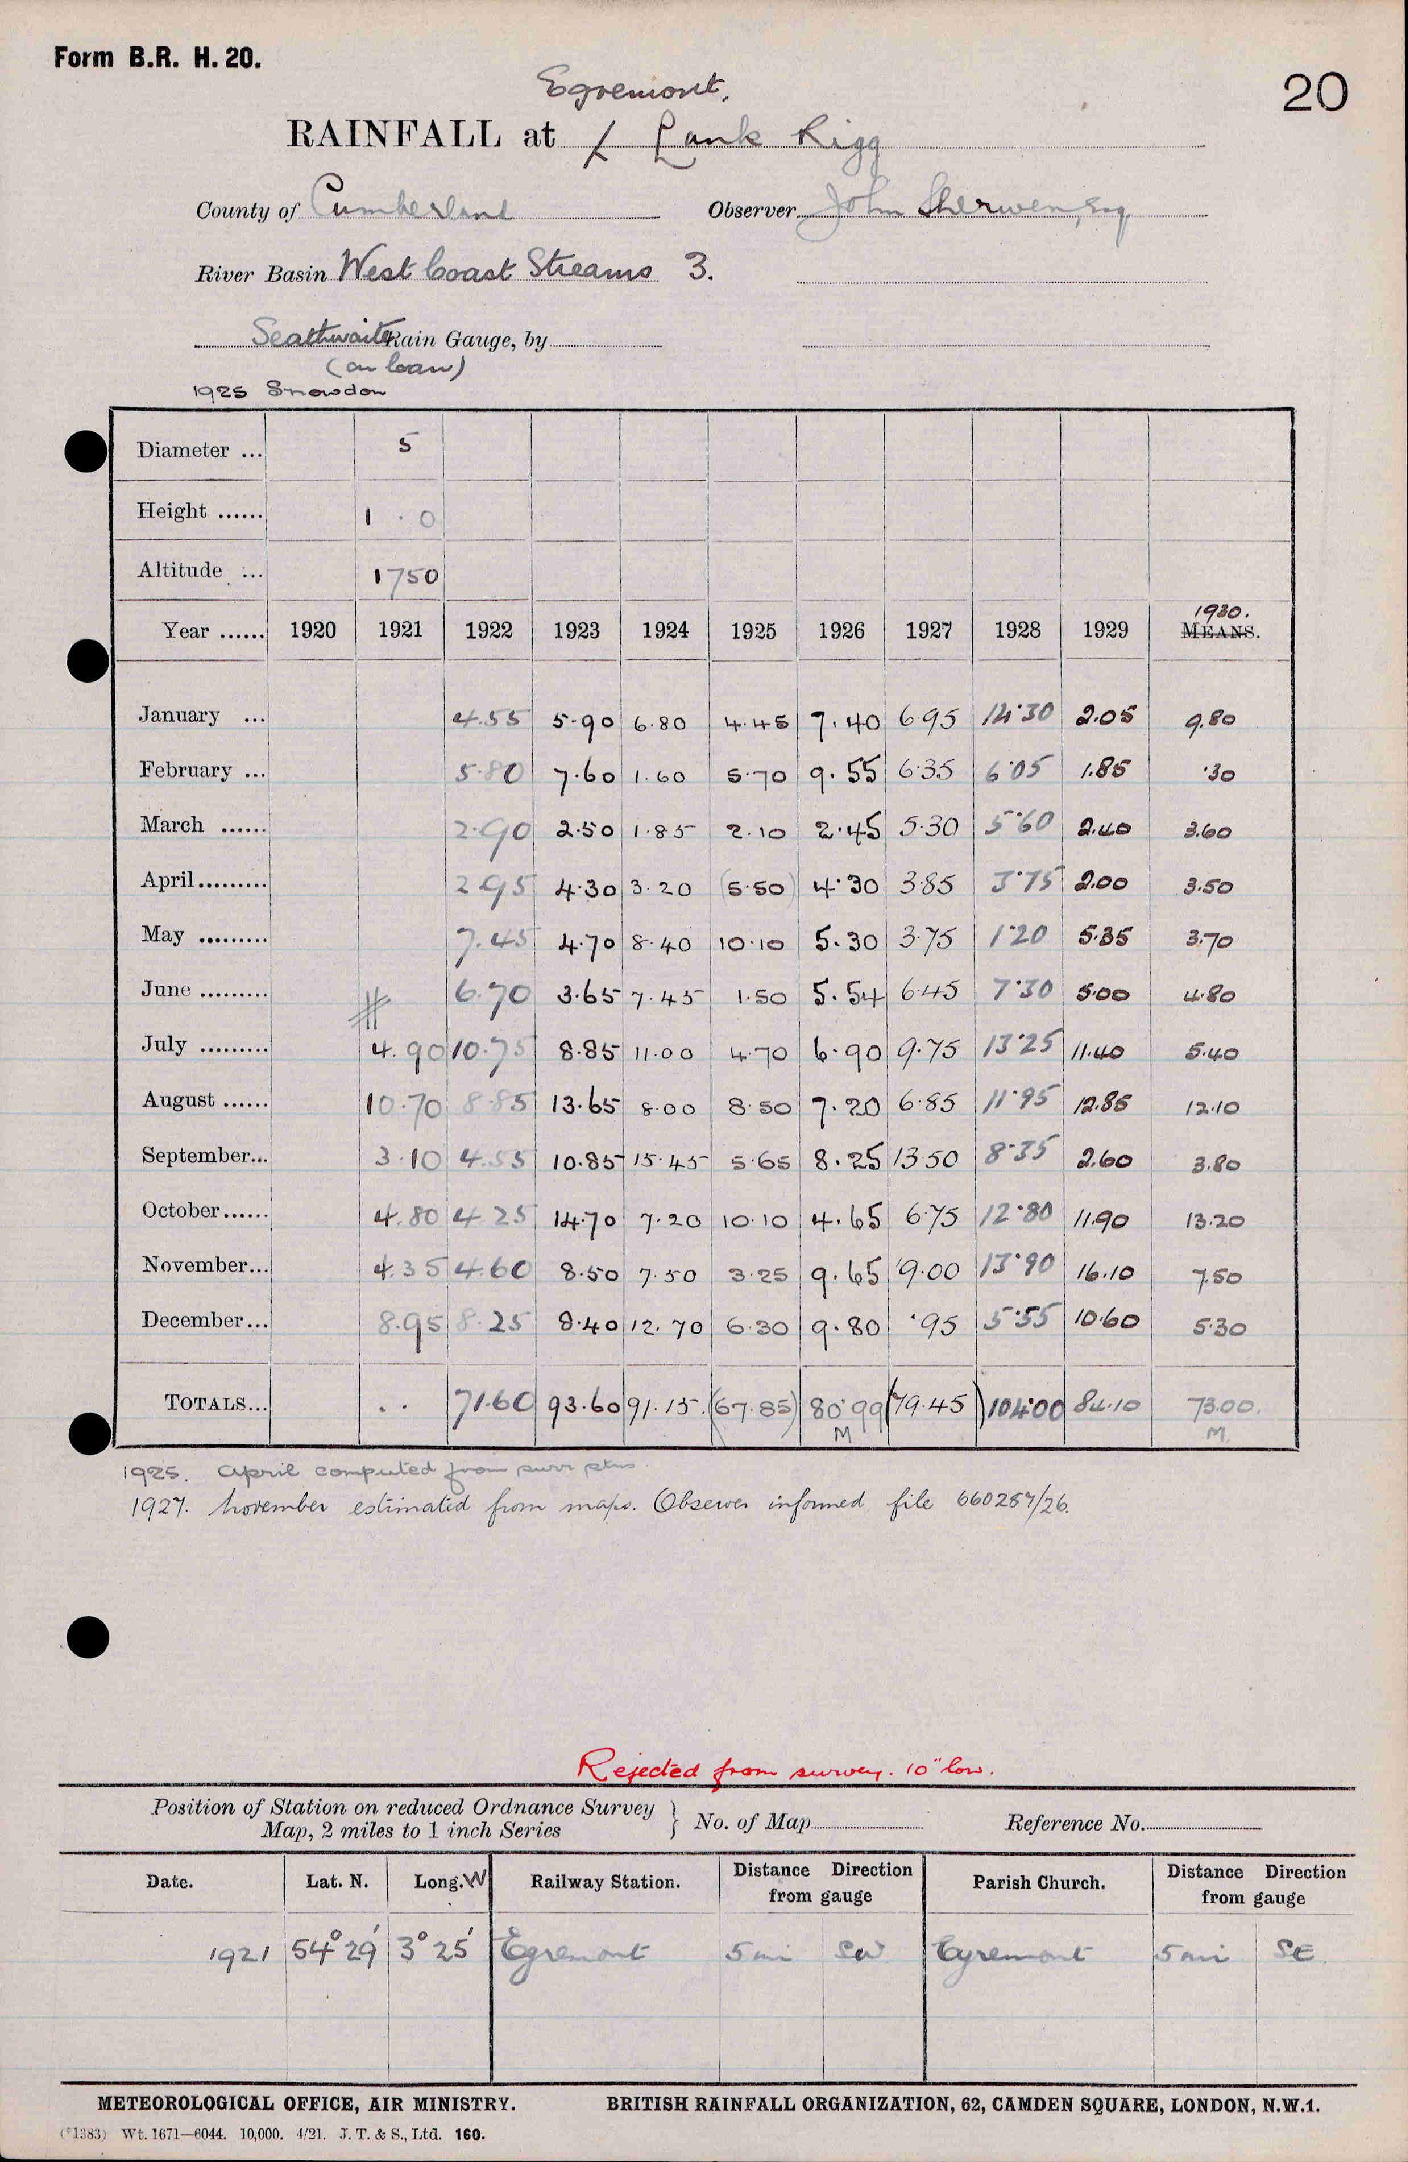 Form B.R. H. 20.
20
Egremont.
RAINFALL at Lank Rigg
County of Cumberland Observer John Sherwen, Esq
River Basin West Coast Streams 3.
Seathwaite Rain Gauge, by
(on loan)
1925 Snowdon
Diameter ... 5
Height ...... 1 . 0
Altitude ... 1750
1930.
Year ...... 1920 1921 1922 1923 1924 1925 1926 1927 1928 1929 MEANS.
January ... 4.55 5.90 6.80 4.45 7.40 6.95 14.30 2.05 9.80
February ... 5.80 7.60 1.60 5.70 9.55 6.35 6.05 1.85 .30
March ...... 2.90 2.50 1.85 2.10 2.45 5.30 5.60 2.40 3.60
April......... 2.95 4.30 3.20 (5.50) 4.30 3.85 3.75 2.00 3.50
May ......... 7.45 4.70 8.40 10.10 5.30 3.75 1.20 5.35 3.70
June ......... 6.70 3.65 7.45 1.50 5.54 6.45 7.30 5.00 4.80
July ......... 4.90 10.75 8.85 11.00 4.70 6.90 9.75 13.25 11.40 5.40
August ...... 10.70 8.85 13.65 8.00 8.50 7.20 6.85 11.95 12.85 12.10
September... 3.10 4.55 10.85 15.45 5.65 8.25 13.50 8.35 2.60 3.80
October...... 4.80 4.25 14.70 7.20 10.10 4.65 6.75 12.80 11.90 13.20
November... 4.35 4.60 8.50 7.50 3.25 9.65 9.00 13.90 16.10 7.50
December... 8.95 8.25 8.40 12.70 6.30 9.80 .95 5.55 10.60 5.30
TOTALS... . . 71.60 93.60 91.15 (67.85) 80.99 (79.45) 104.00 84.10 73.00.
M M.
1925. April computed from surr stns.
1927. November estimated from maps. Observer informed file 660287/26.
Rejected from survey. 10" low.
Position of Station on reduced Ordnance Survey
Map, 2 miles to 1 inch Series } No. of Map Reference No.
Date. Lat. N. Long. W Railway Station. Distance Direction from gauge Parish Church. Distance Direction from gauge
1921 54° 29' 3° 25' Egremont 5 mi SW Egremont 5 mi SE
METEOROLOGICAL OFFICE, AIR MINISTRY. BRITISH RAINFALL ORGANIZATION, 62, CAMDEN SQUARE, LONDON, N.W.1.
(*1383) Wt. 1671—6044. 10,000. 4/21. J. T. & S., Ltd. 160.